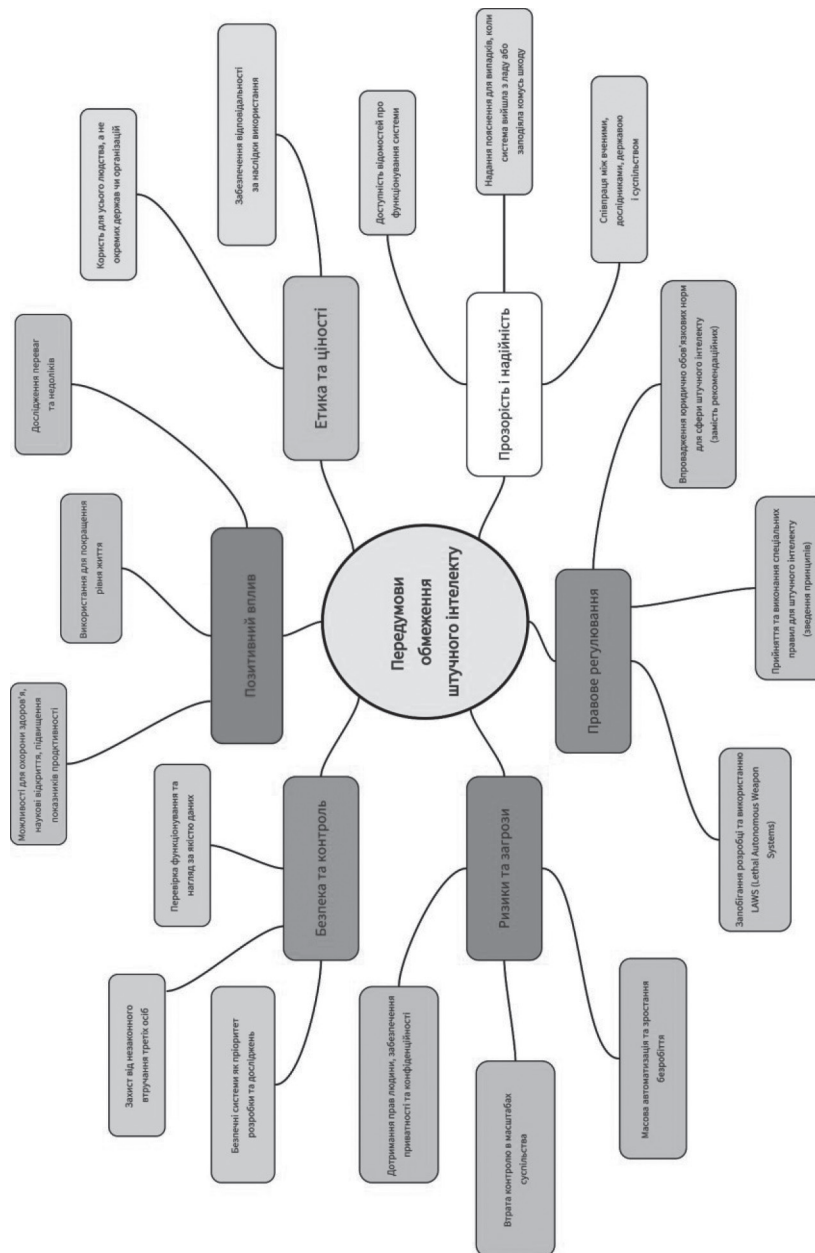 Передумови
обмеження
штучного інтелекту
Позитивний вплив
Можливості для охорони здоров'я,
наукові відкриття, підвищення
показників продктивності
Використання для покращення
рівня життя
Дослідження переваг
та недоліків
Етика та ціності
Користь для усього людства, а не
окремих держав чи організацій
Забезпечення відповідальності
за наслідки використання
Прозорість і надійність
Доступність відомостей про
функціонування системи
Надання пояснення для випадків, коли
система вийшла з ладу або
заподіяла комусь шкоду
Співпраця між вченими,
дослідниками, державою
і суспільством
Правове регулювання
Впровадження юридично обов'язкових норм
для сфери штучного інтелекту
(замість рекомендаційних)
Прийняття та виконання спеціальних
правил для штучного інтелекту
(зведення принципів)
Запобігання розробці та використанню
LAWS (Lethal Autonomous Weapon
Systems)
Ризики та загрози
Дотримання прав людини, забезпечення
приватності та конфіденційності
Втрата контролю в масштабах
суспільства
Масова автоматизація та зростання
безробіття
Безпека та контроль
Перевірка функціонування та
нагляд за якістю даних
Захист від незаконного
втручання третіх осіб
Безпечні системи як пріоритет
розробки та досліджень